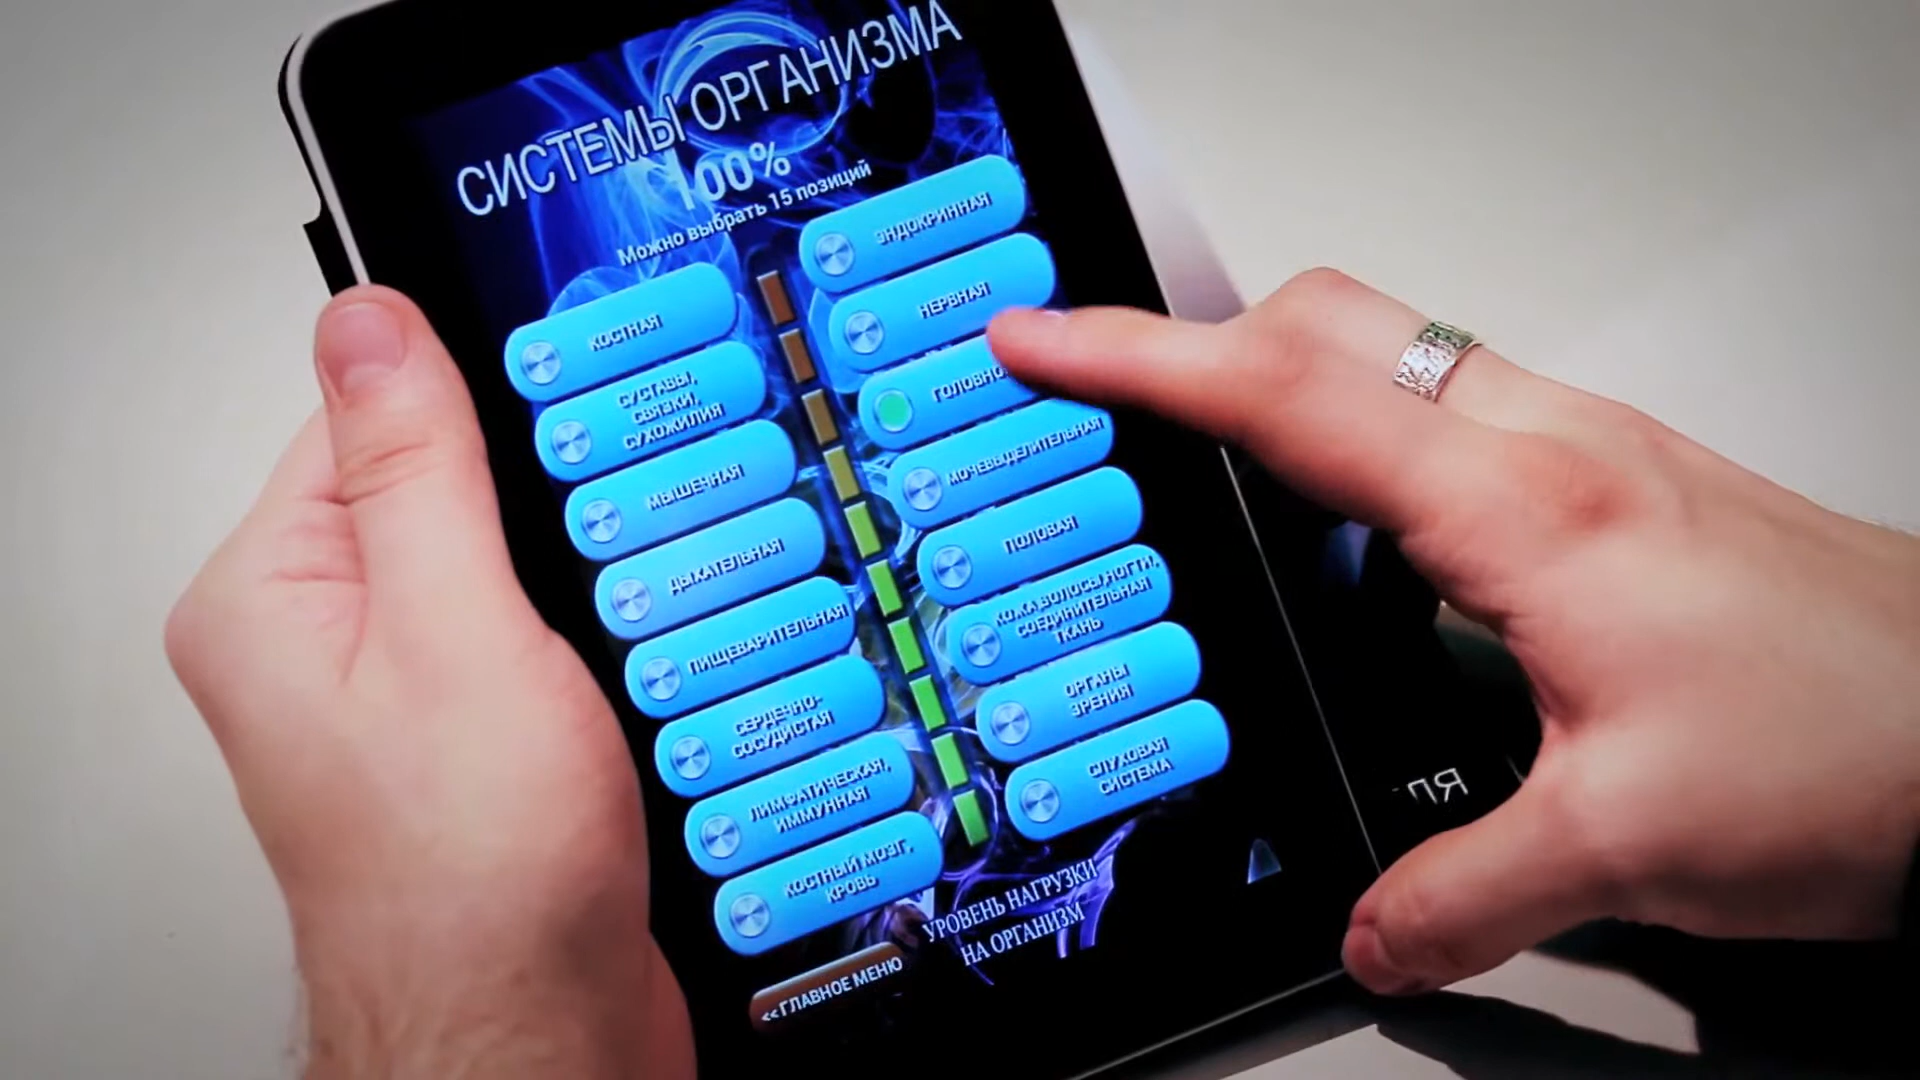 СИСТЕМЫ ОРГАНИЗМА
100%
Можно выбрать 15 позиций
КОСТНАЯ
СУСТАВЫ,
СВЯЗКИ,
СУХОЖИЛИЯ
МЫШЕЧНАЯ
ДЫХАТЕЛЬНАЯ
ПИЩЕВАРИТЕЛЬНАЯ
СЕРДЕЧНО-
СОСУДИСТАЯ
ЛИМФАТИЧЕСКАЯ,
ИММУННАЯ
КОСТНЫЙ МОЗГ,
КРОВЬ
ЭНДОКРИННАЯ
НЕРВНАЯ
МОЧЕВЫДЕЛИТЕЛЬНАЯ
ПОЛОВАЯ
КОЖА,ВОЛОСЫ,НОГТИ,
СОЕДИНИТЕЛЬНАЯ
ТКАНЬ
ОРГАНЫ
ЗРЕНИЯ
СЛУХОВАЯ
СИСТЕМА
УРОВЕНЬ НАГРУЗКИ
НА ОРГАНИЗМ
<<ГЛАВНОЕ МЕНЮ